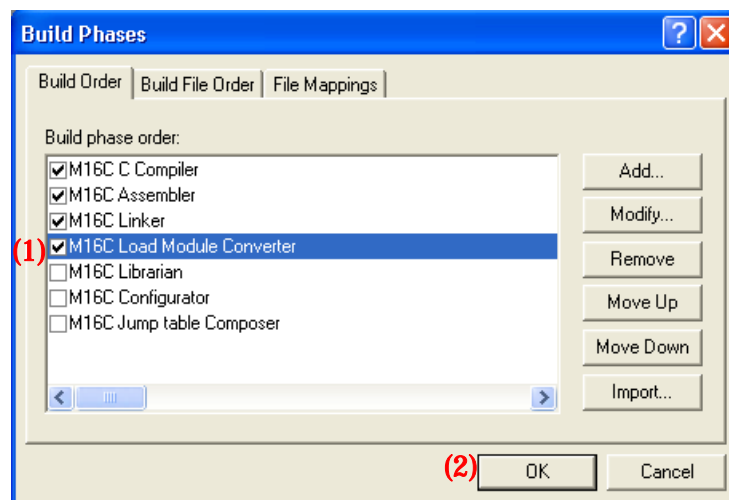 Build Phases
Build Order Build File Order File Mappings
Build phase order:
M16C C Compiler
M16C Assembler
M16C Linker
(1) M16C Load Module Converter
M16C Librarian
M16C Configurator
M16C Jump table Composer
Add...
Modify...
Remove
Move Up
Move Down
Import...
(2) OK Cancel